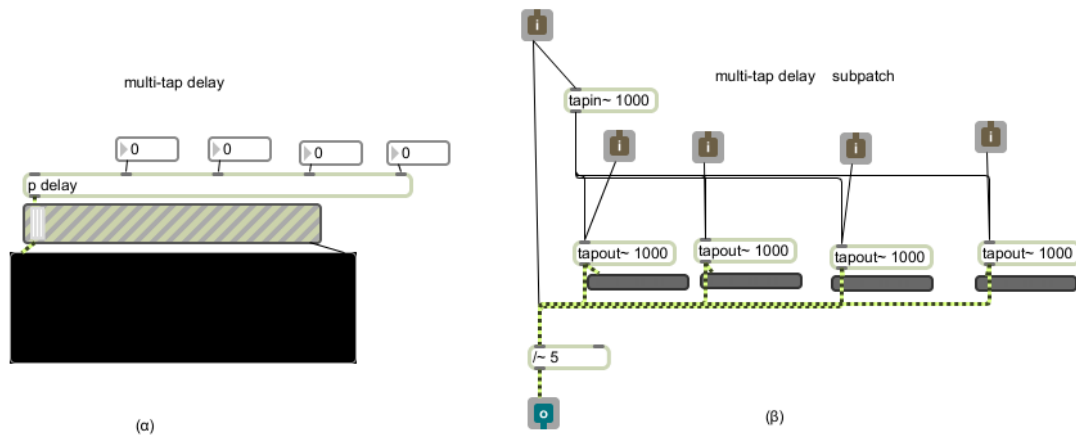 multi-tap delay
0
0
0
0
p delay
(α)
i
multi-tap delay subpatch
tapin~ 1000
i
i
i
i
tapout~ 1000
tapout~ 1000
tapout~ 1000
tapout~ 1000
/~ 5
o
(β)